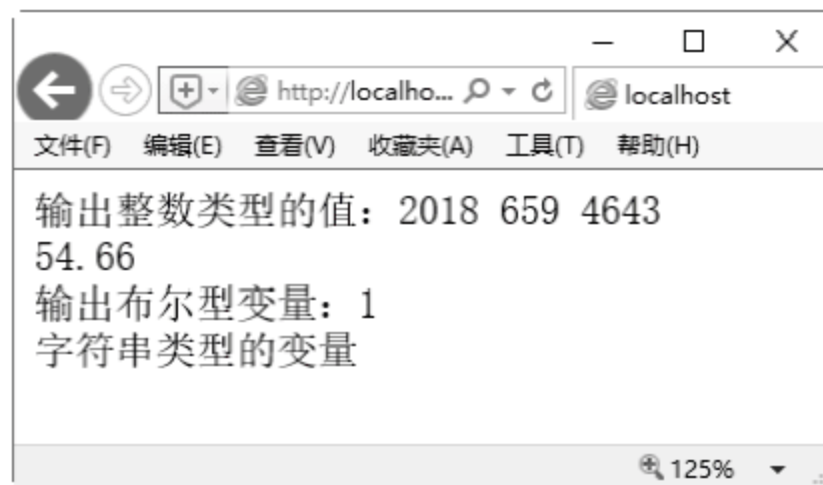 http://localho...
localhost
文件(F) 编辑(E) 查看(V) 收藏夹(A) 工具(T) 帮助(H)
输出整数类型的值：2018 659 4643
54.66
输出布尔型变量：1
字符串类型的变量
125%